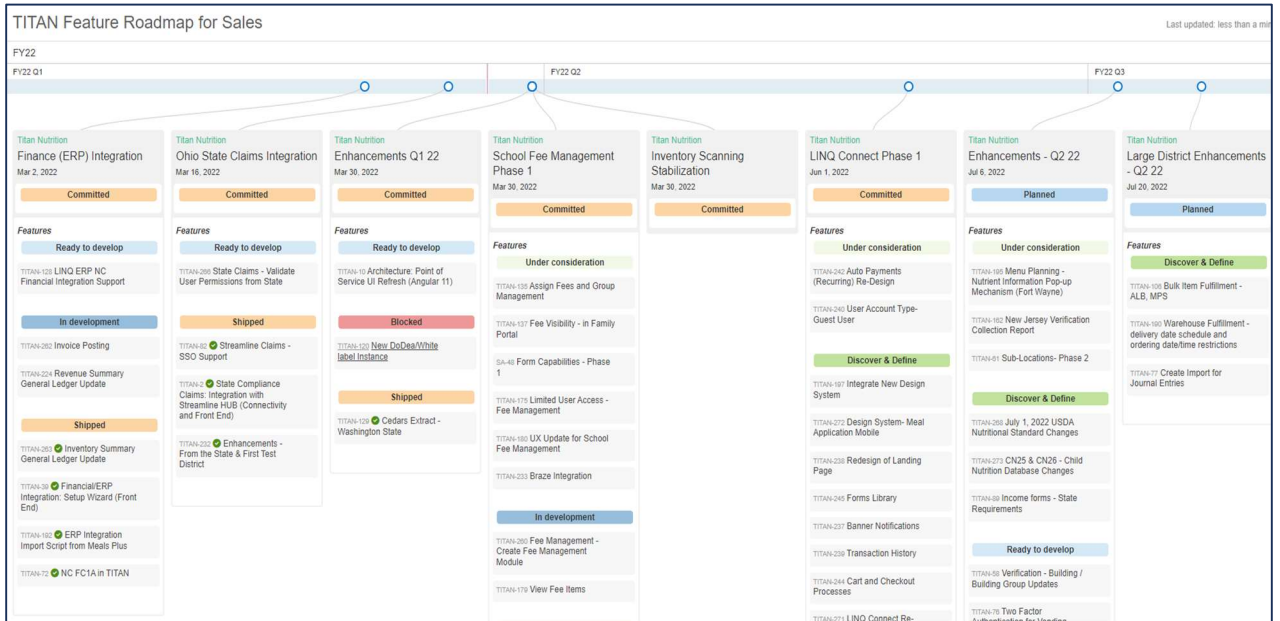 TITAN Feature Roadmap for Sales
Last updated: less than a min
FY22
FY22 Q1
FY22 Q2
FY22 Q3
Titan Nutrition
Finance (ERP) Integration
Mar 2, 2022
Committed
Features
Ready to develop
TITAN-126 LINQ ERP NC
Financial Integration Support
In development
TITAN-262 Invoice Posting
TITAN-224 Revenue Summary
General Ledger Update
Shipped
TITAN-263 Inventory Summary
General Ledger Update
TITAN-39 Financial/ERP
Integration: Setup Wizard (Front
End)
TITAN-192 ERP Integration
Import Script from Meals Plus
TITAN-72 NC FC1A in TITAN
Titan Nutrition
Ohio State Claims Integration
Mar 16, 2022
Committed
Features
Ready to develop
TITAN-266 State Claims - Validate
User Permissions from State
Shipped
TITAN-82 Streamline Claims -
SSO Support
TITAN-2 State Compliance
Claims: Integration with
Streamline HUB (Connectivity
and Front End)
TITAN-232 Enhancements -
From the State & First Test
District
Titan Nutrition
Enhancements Q1 22
Mar 30, 2022
Committed
Features
Ready to develop
TITAN-10 Architecture: Point of
Service UI Refresh (Angular 11)
Blocked
TITAN-120 New DoDea/White
label Instance
Shipped
TITAN-129 Cedars Extract -
Washington State
Titan Nutrition
School Fee Management
Phase 1
Mar 30, 2022
Committed
Features
Under consideration
TITAN-135 Assign Fees and Group
Management
TITAN-137 Fee Visibility - in Family
Portal
SA-48 Form Capabilities - Phase
1
TITAN-175 Limited User Access -
Fee Management
TITAN-180 UX Update for School
Fee Management
TITAN-233 Braze Integration
In development
TITAN-260 Fee Management -
Create Fee Management
Module
TITAN-179 View Fee Items
Titan Nutrition
Inventory Scanning
Stabilization
Mar 30, 2022
Committed
Titan Nutrition
LINQ Connect Phase 1
Jun 1, 2022
Committed
Features
Under consideration
TITAN-242 Auto Payments
(Recurring) Re-Design
TITAN-240 User Account Type-
Guest User
Discover & Define
TITAN-197 Integrate New Design
System
TITAN-272 Design System- Meal
Application Mobile
TITAN-238 Redesign of Landing
Page
TITAN-245 Forms Library
TITAN-237 Banner Notifications
TITAN-239 Transaction History
TITAN-244 Cart and Checkout
Processes
TITAN-271 LINQ Connect Re-
Titan Nutrition
Enhancements - Q2 22
Jul 6, 2022
Planned
Features
Under consideration
TITAN-195 Menu Planning -
Nutrient Information Pop-up
Mechanism (Fort Wayne)
TITAN-162 New Jersey Verification
Collection Report
TITAN-61 Sub-Locations- Phase 2
Discover & Define
TITAN-268 July 1, 2022 USDA
Nutritional Standard Changes
TITAN-273 CN25 & CN26 - Child
Nutrition Database Changes
TITAN-89 Income forms - State
Requirements
Ready to develop
TITAN-58 Verification - Building /
Building Group Updates
TITAN-76 Two Factor
Authentication for Vending
Titan Nutrition
Large District Enhancements
- Q2 22
Jul 20, 2022
Planned
Features
Discover & Define
TITAN-106 Bulk Item Fulfillment -
ALB, MPS
TITAN-190 Warehouse Fulfillment -
delivery date schedule and
ordering date/time restrictions
TITAN-77 Create Import for
Journal Entries